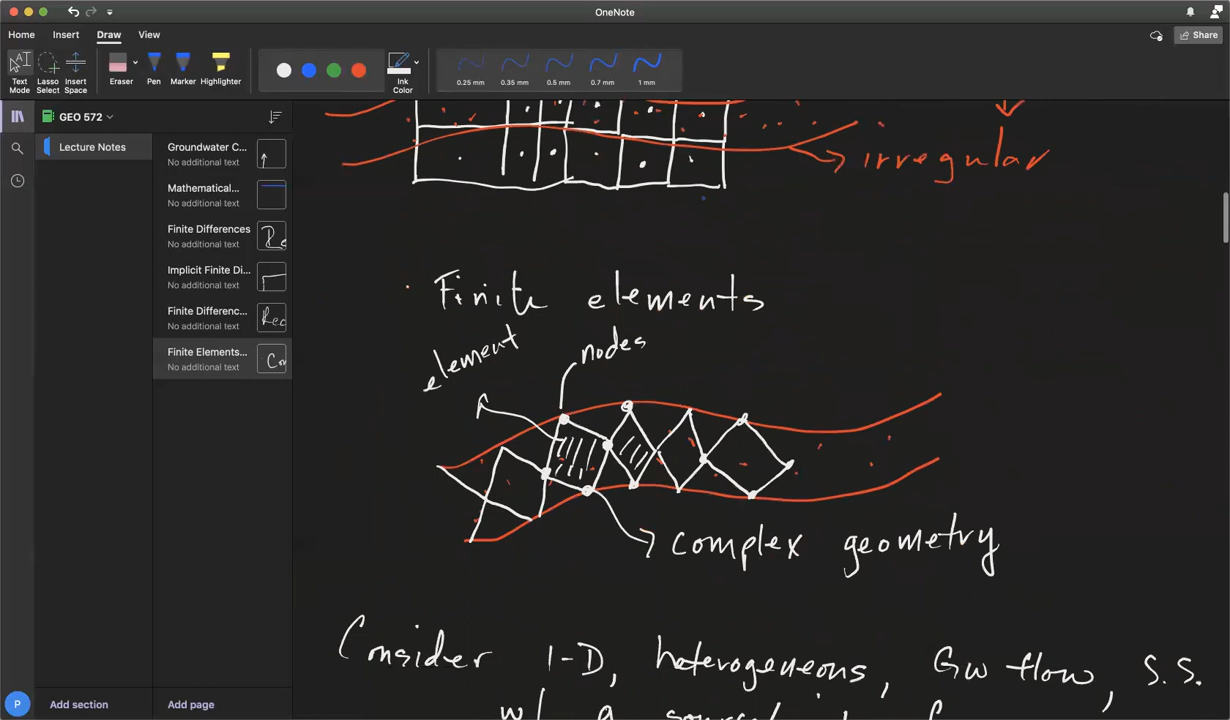 OneNote
Home Insert Draw View
Share
Text Mode
Lasso Select
Insert Space
Eraser
Pen
Marker
Highlighter
Ink Color
0.25 mm 0.35 mm 0.5 mm 0.7 mm 1 mm
GEO 572
Lecture Notes
Groundwater C...
No additional text
Mathematical...
No additional text
Finite Differences
No additional text
Implicit Finite Di...
No additional text
Finite Differenc...
No additional text
Finite Elements...
No additional text
P
Add section
Add page
irregular
Finite elements
element
nodes
complex geometry
Consider 1-D, heterogeneous, GW flow, S.S.
w/ a